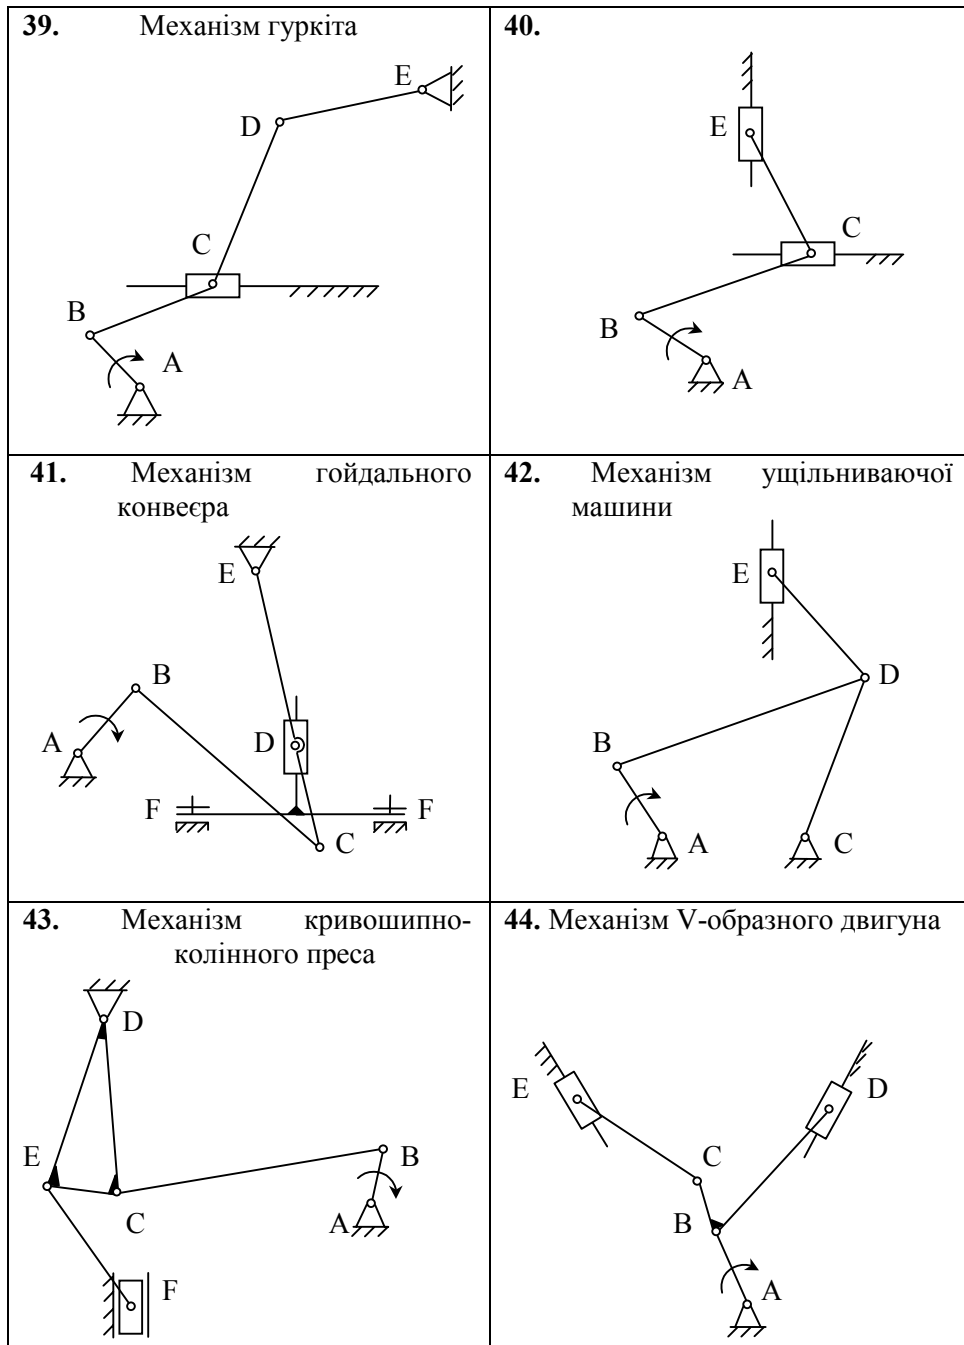 39. Механізм гуркіта
E
D
C
B
A
40.
E
C
B
A
41. Механізм гойдального
конвеєра
E
B
A
D
F
F
C
42. Механізм ущільниваючої
машини
E
D
B
A
C
43. Механізм кривошипно-
колінного преса
D
E
B
C
A
F
44. Механізм V-образного двигуна
E
D
C
B
A